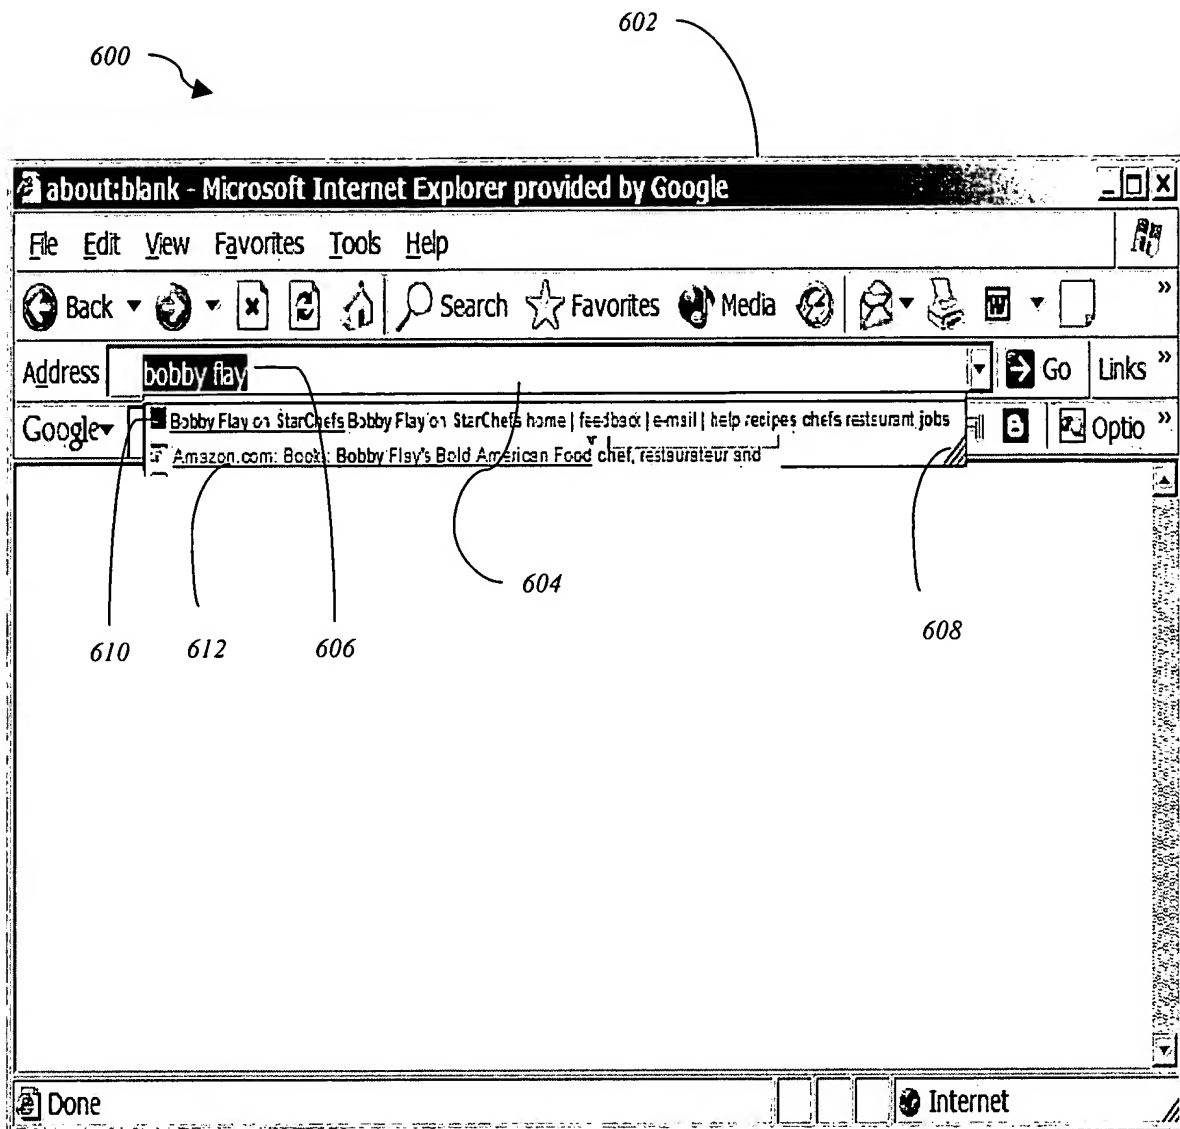 602
600
about:blank - Microsoft Internet Explorer provided by Google
File Edit View Favorites Tools Help
Back Search Favorites Media »
Address bobby flay Go Links »
Bobby Flay on StarChefs Bobby Flay on StarChefs home | feedback | e-mail | help recipes chefs restaurant jobs
Google Optio »
Amazon.com: Books: Bobby Flay's Bold American Food chef, restaurateur and
604
610 612 606 608
Done Internet